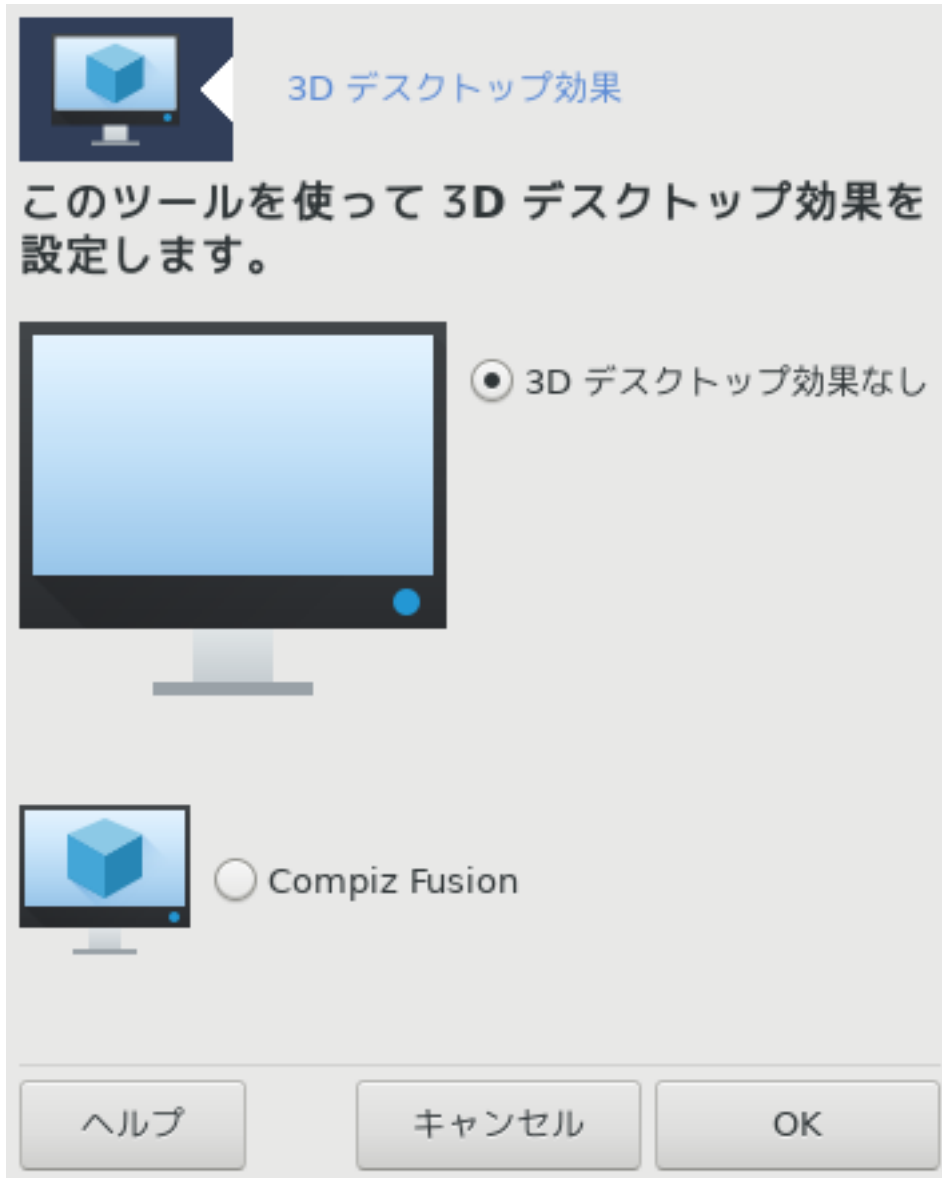 3D デスクトップ効果
このツールを使って 3D デスクトップ効果を
設定します。
3D デスクトップ効果なし
Compiz Fusion
ヘルプ
キャンセル
OK